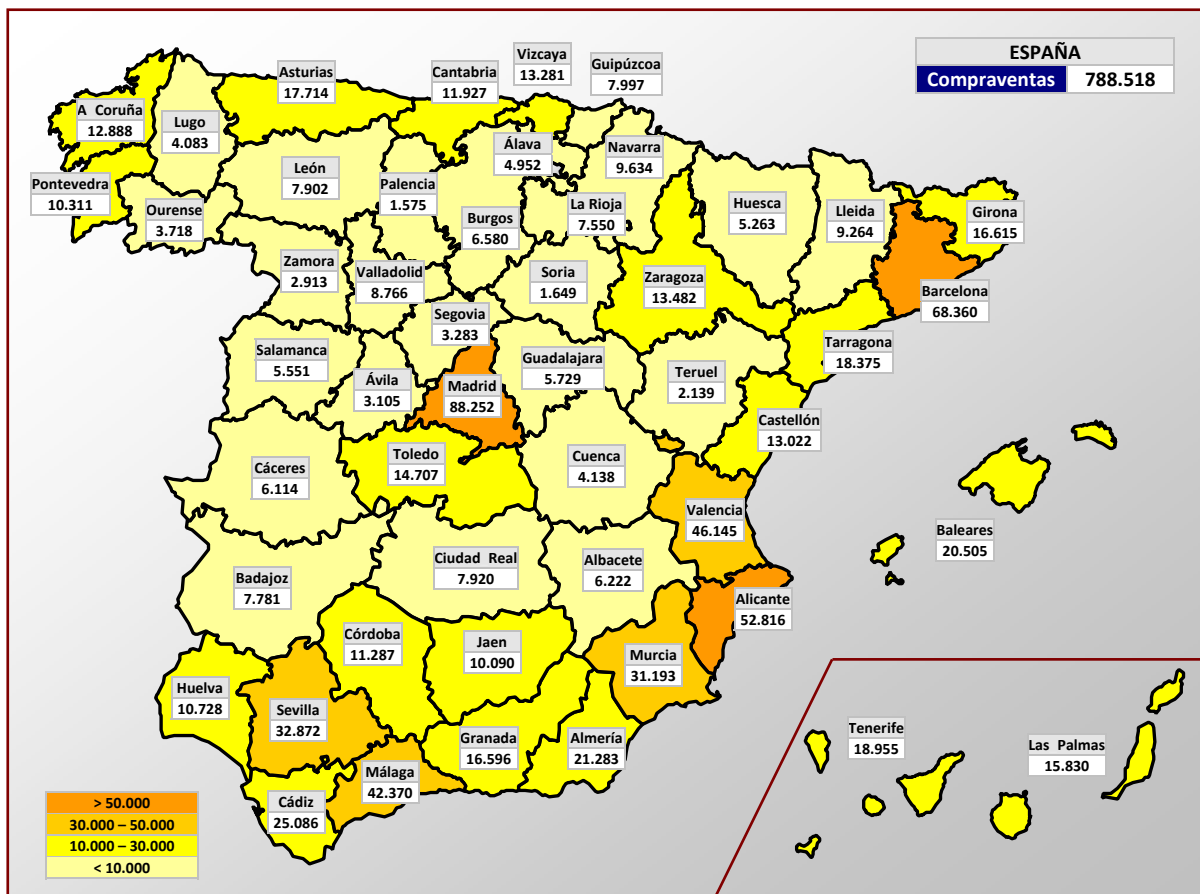 ESPAÑA
Compraventas 788.518
Vizcaya
13.281
Guipúzcoa
7.997
Asturias
17.714
Cantabria
11.927
A Coruña
12.888
Lugo
4.083
Álava
4.952
Navarra
9.634
León
7.902
Palencia
1.575
Pontevedra
10.311
Ourense
3.718
Burgos
6.580
La Rioja
7.550
Huesca
5.263
Lleida
9.264
Girona
16.615
Zamora
2.913
Valladolid
8.766
Soria
1.649
Zaragoza
13.482
Barcelona
68.360
Segovia
3.283
Tarragona
18.375
Salamanca
5.551
Ávila
3.105
Madrid
88.252
Guadalajara
5.729
Teruel
2.139
Castellón
13.022
Cáceres
6.114
Toledo
14.707
Cuenca
4.138
Valencia
46.145
Baleares
20.505
Badajoz
7.781
Ciudad Real
7.920
Albacete
6.222
Alicante
52.816
Córdoba
11.287
Jaen
10.090
Murcia
31.193
Huelva
10.728
Sevilla
32.872
Granada
16.596
Almería
21.283
Tenerife
18.955
Las Palmas
15.830
Málaga
42.370
Cádiz
25.086
> 50.000
30.000 – 50.000
10.000 – 30.000
< 10.000